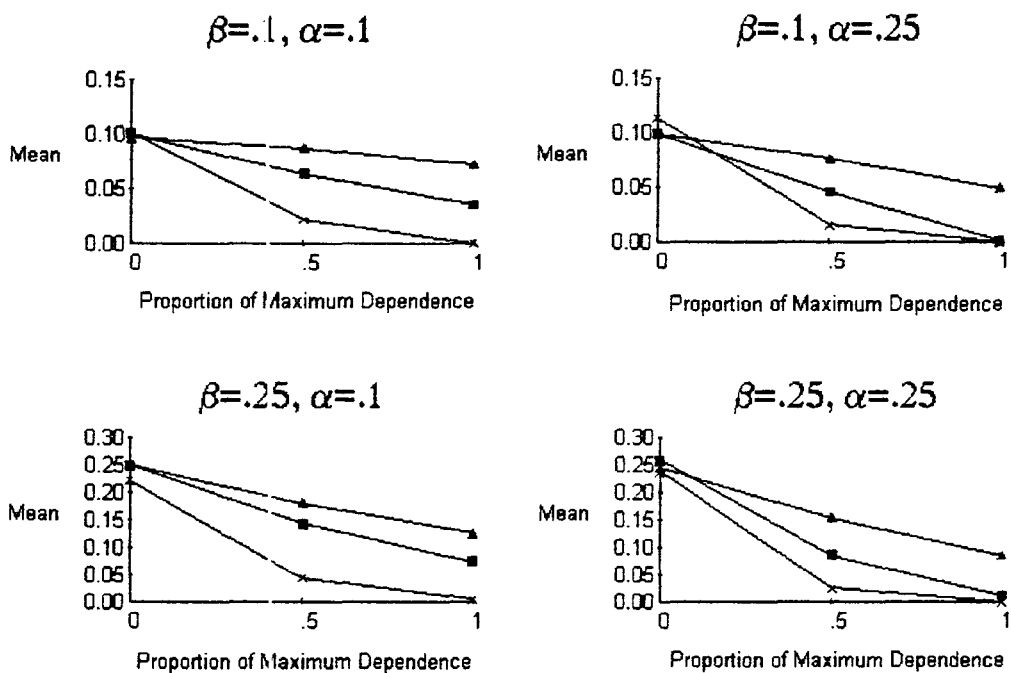 β=.1, α=.1
0.15
0.10
Mean
0.05
0.00
0
.5
1
Proportion of Maximum Dependence
β=.1, α=.25
0.15
0.10
Mean
0.05
0.00
0
.5
1
Proportion of Maximum Dependence
β=.25, α=.1
0.30
0.25
0.20
Mean
0.15
0.10
0.05
0.00
0
.5
1
Proportion of Maximum Dependence
β=.25, α=.25
0.30
0.25
0.20
Mean
0.15
0.10
0.05
0.00
0
.5
1
Proportion of Maximum Dependence